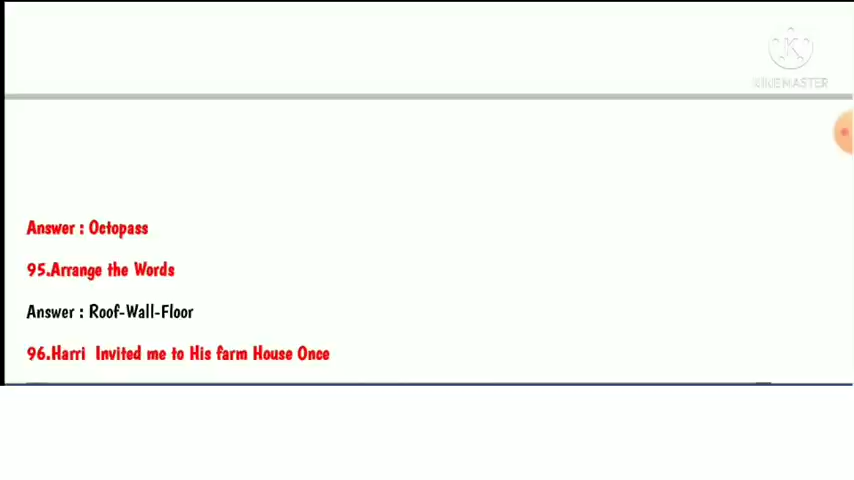 KINEMASTER
Answer : Octopass
95.Arrange the Words
Answer : Roof-Wall-Floor
96.Harri Invited me to His farm House Once